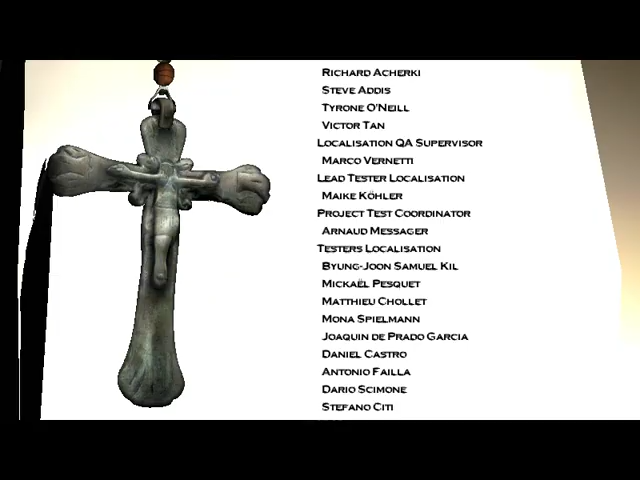 Richard Acherki
Steve Addis
Tyrone O'Neill
Victor Tan
Localisation QA Supervisor
Marco Vernetti
Lead Tester Localisation
Maike Köhler
Project Test Coordinator
Arnaud Messager
Testers Localisation
Byung-Joon Samuel Kil
Mickaël Pesquet
Matthieu Chollet
Mona Spielmann
Joaquin de Prado Garcia
Daniel Castro
Antonio Failla
Dario Scimone
Stefano Citi